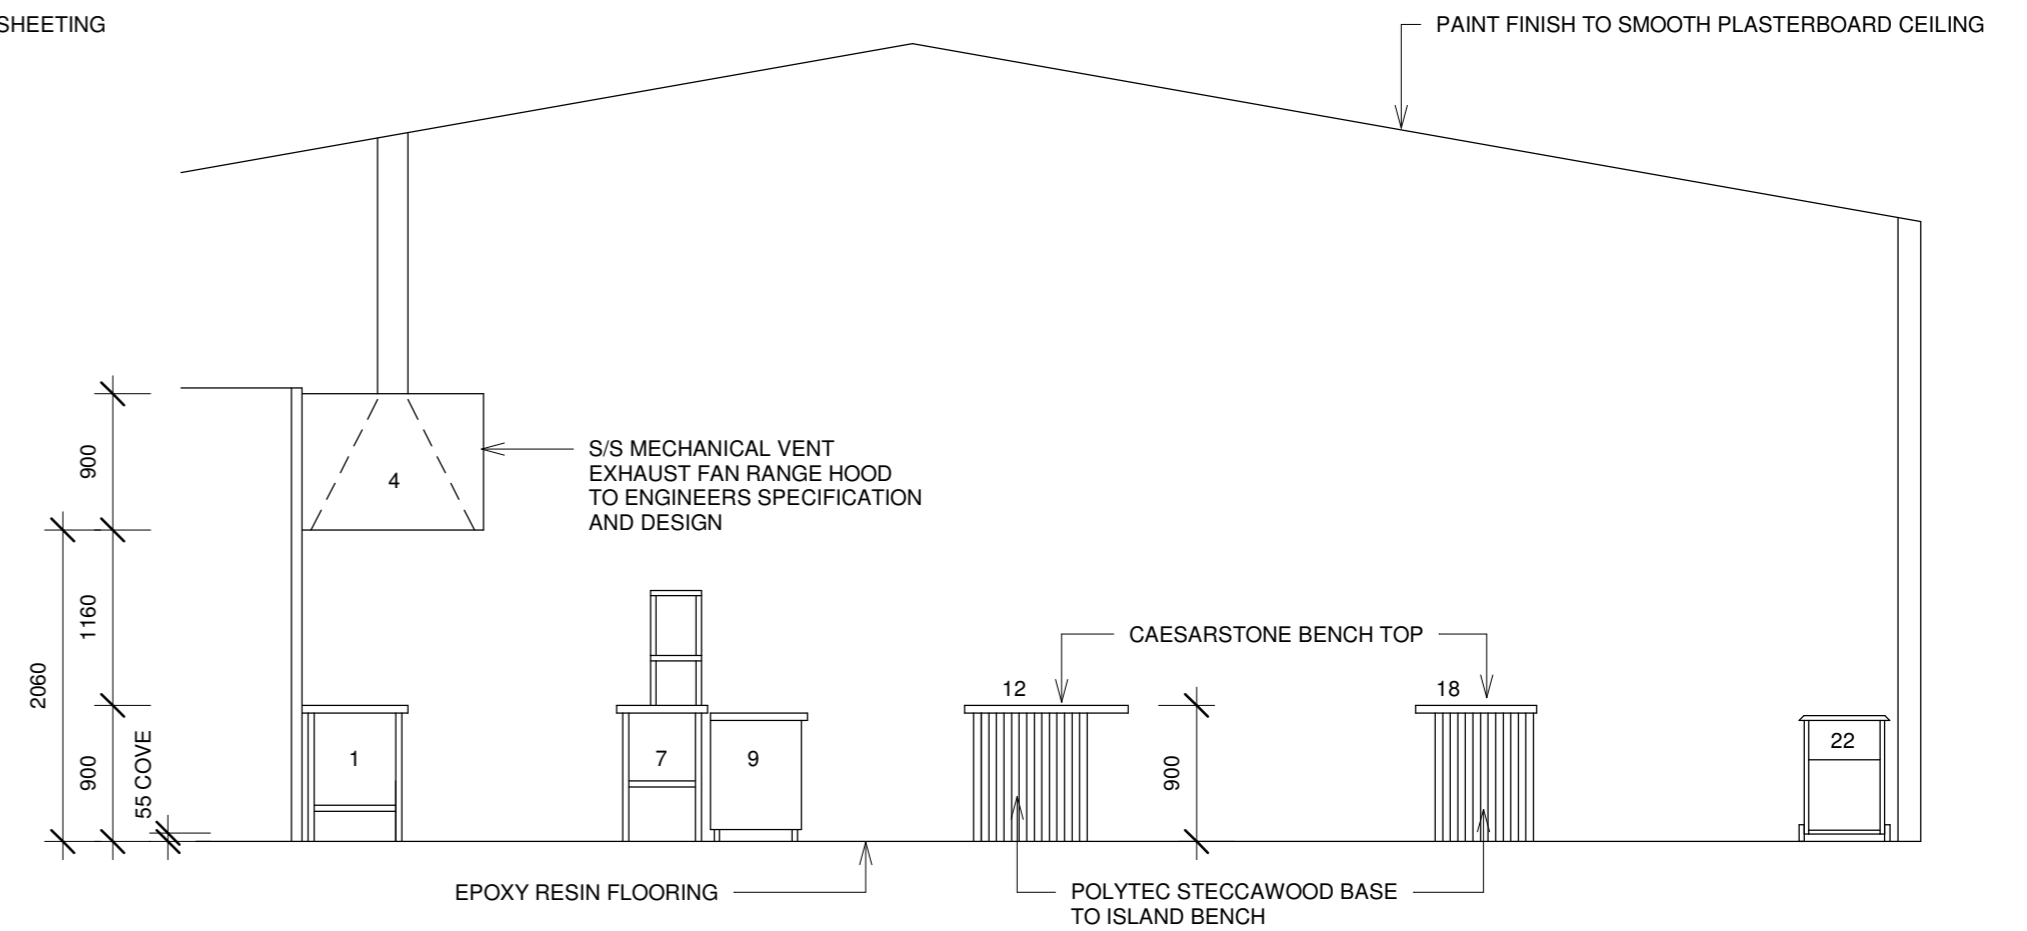 SHEETING
PAINT FINISH TO SMOOTH PLASTERBOARD CEILING
900
4
S/S MECHANICAL VENT
EXHAUST FAN RANGE HOOD
TO ENGINEERS SPECIFICATION
AND DESIGN
1160
2060
CAESARSTONE BENCH TOP
12
18
900
55 COVE
1
7
9
900
22
EPOXY RESIN FLOORING
POLYTEC STECCAWOOD BASE
TO ISLAND BENCH